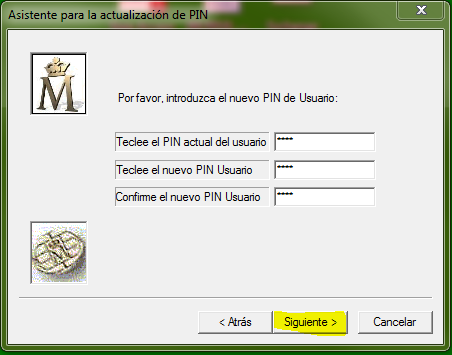 Asistente para la actualización de PIN
M
Por favor, introduzca el nuevo PIN de Usuario:
Teclee el PIN actual del usuario ****
Teclee el nuevo PIN Usuario ****
Confirme el nuevo PIN Usuario ****
< Atrás Siguiente > Cancelar